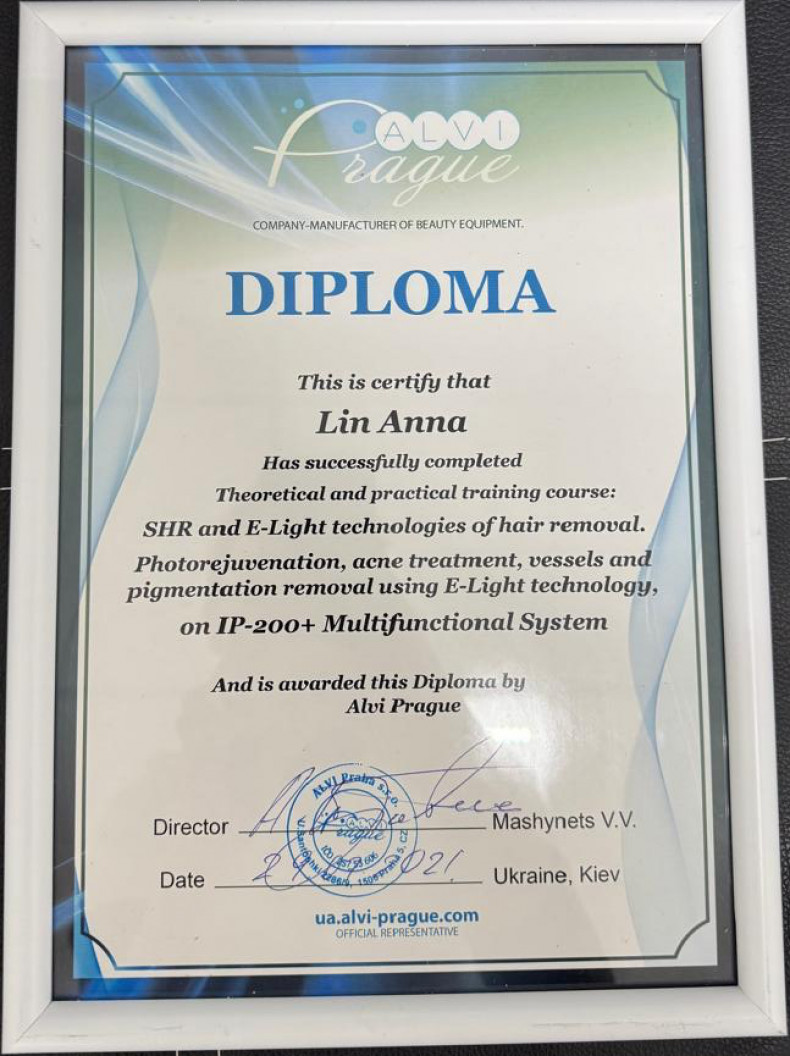 ALVI
Prague
COMPANY-MANUFACTURER OF BEAUTY EQUIPMENT.
DIPLOMA
This is certify that
Lin Anna
Has successfully completed
Theoretical and practical training course:
SHR and E-Light technologies of hair removal.
Photorejuvenation, acne treatment, vessels and
pigmentation removal using E-Light technology,
on IP-200+ Multifunctional System
And is awarded this Diploma by
Alvi Prague
ALVI Praha s.r.o.
Director Mashynets V.V.
Date Ukraine, Kiev
ua.alvi-prague.com
OFFICIAL REPRESENTATIVE